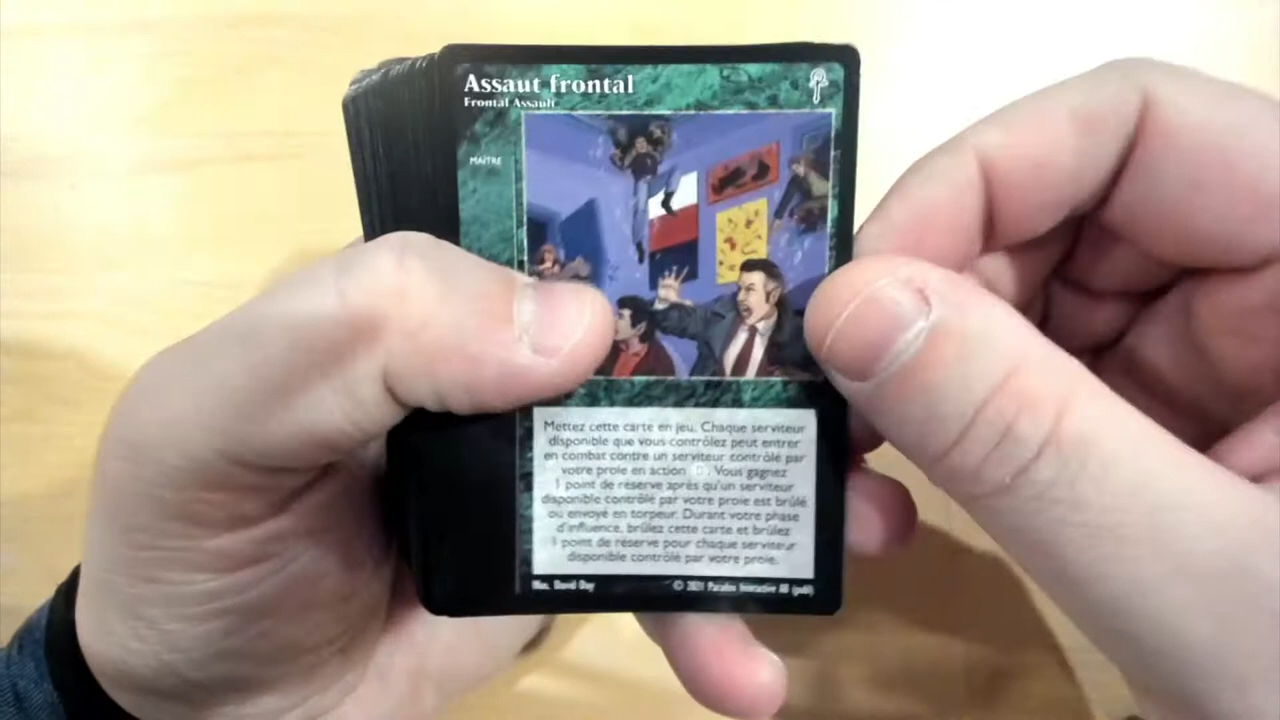 Assaut frontal
Frontal Assault
MAÎTRE
Mettez cette carte en jeu. Chaque serviteur
disponible que vous contrôlez peut entrer
en combat contre un serviteur contrôlé par
votre proie en action D. Vous gagnez
1 point de réserve après qu'un serviteur
disponible contrôlé par votre proie est brûlé
ou envoyé en torpeur. Durant votre phase
d'influence, brûlez cette carte et brûlez
1 point de réserve pour chaque serviteur
disponible contrôlé par votre proie.
Illus. David Day
© 2021 Paradox Interactive AB (publ)